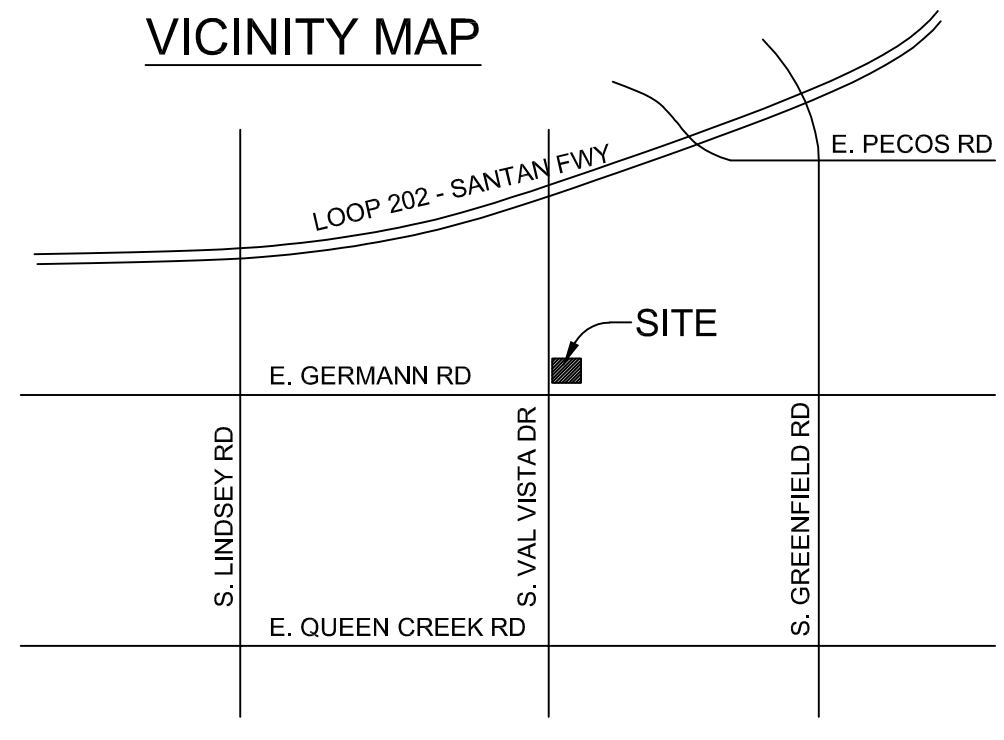 VICINITY MAP
E. PECOS RD
LOOP 202 - SANTAN FWY
SITE
E. GERMANN RD
S. LINDSEY RD
S. VAL VISTA DR
S. GREENFIELD RD
E. QUEEN CREEK RD